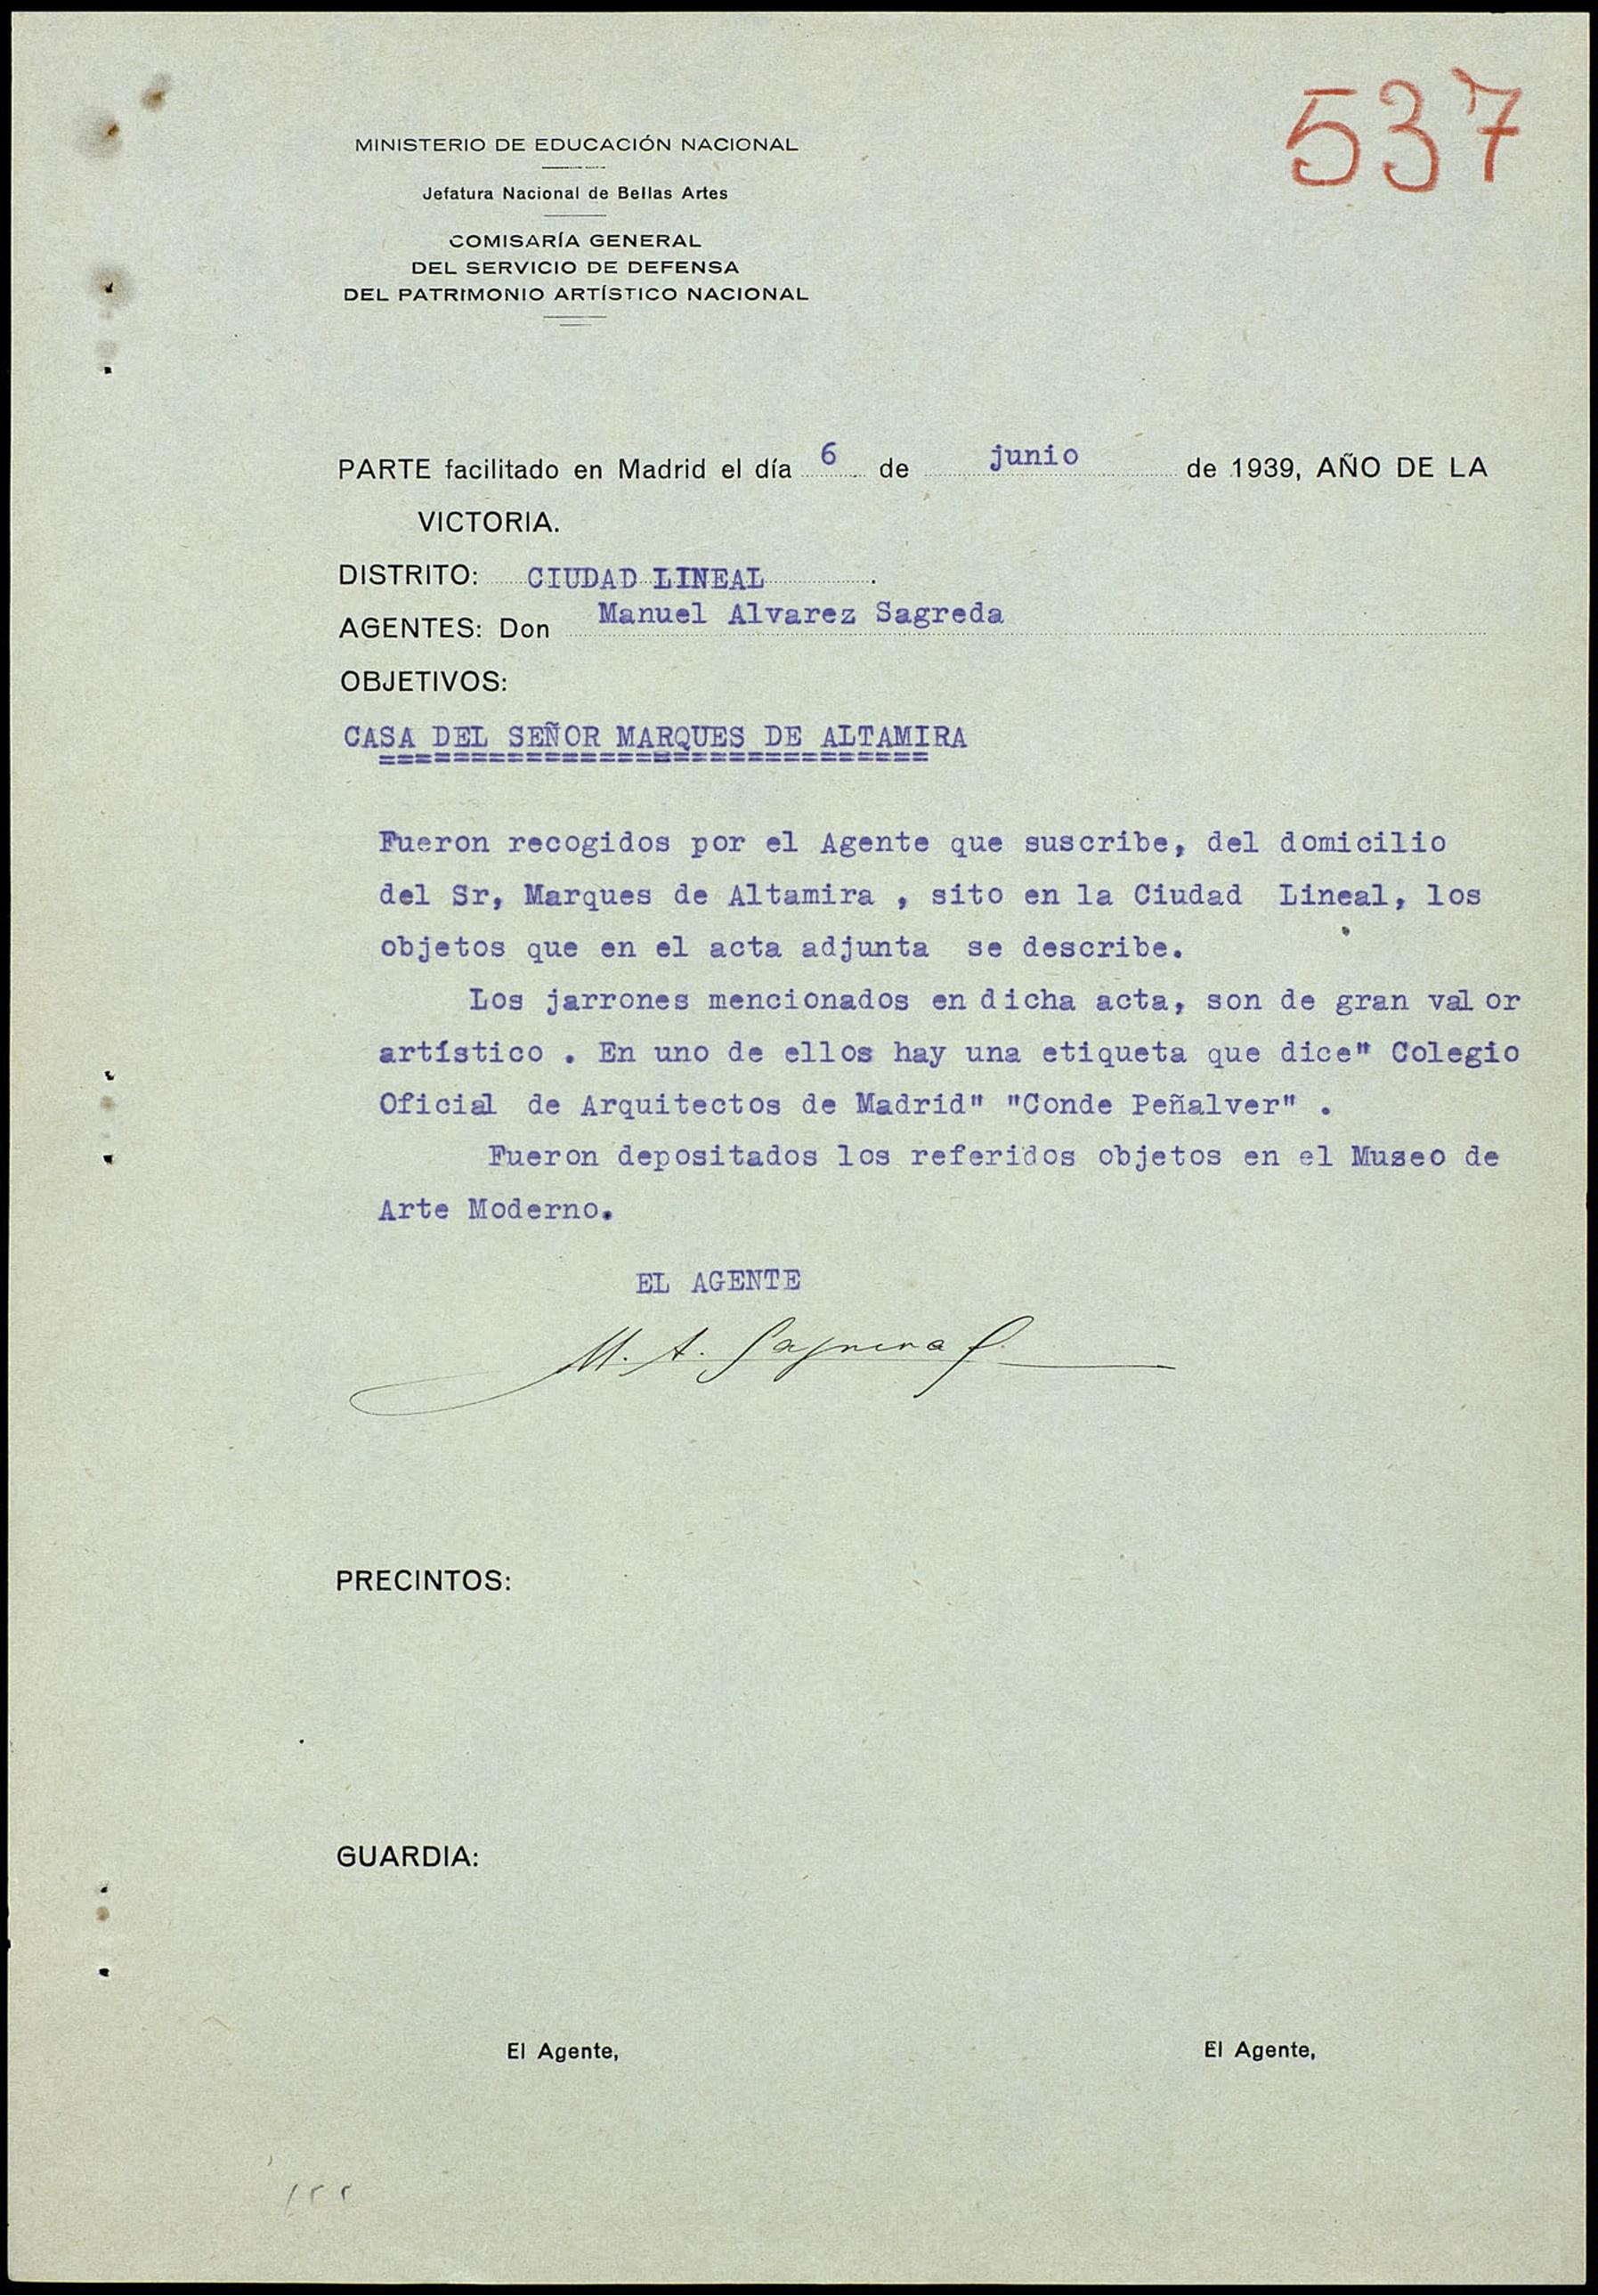 537
MINISTERIO DE EDUCACIÓN NACIONAL
Jefatura Nacional de Bellas Artes
COMISARÍA GENERAL
DEL SERVICIO DE DEFENSA
DEL PATRIMONIO ARTÍSTICO NACIONAL
PARTE facilitado en Madrid el día 6 de junio de 1939, AÑO DE LA
VICTORIA.
DISTRITO: CIUDAD LINEAL.
AGENTES: Don Manuel Alvarez Sagreda
OBJETIVOS:
CASA DEL SEÑOR MARQUES DE ALTAMIRA
===============================
Fueron recogidos por el Agente que suscribe, del domicilio
del Sr, Marques de Altamira , sito en la Ciudad Lineal, los
objetos que en el acta adjunta se describe.
Los jarrones mencionados en dicha acta, son de gran val or
artístico . En uno de ellos hay una etiqueta que dice" Colegio
Oficial de Arquitectos de Madrid" "Conde Peñalver" .
Fueron depositados los referidos objetos en el Museo de
Arte Moderno.
EL AGENTE
M. A.
PRECINTOS:
GUARDIA:
El Agente, El Agente,